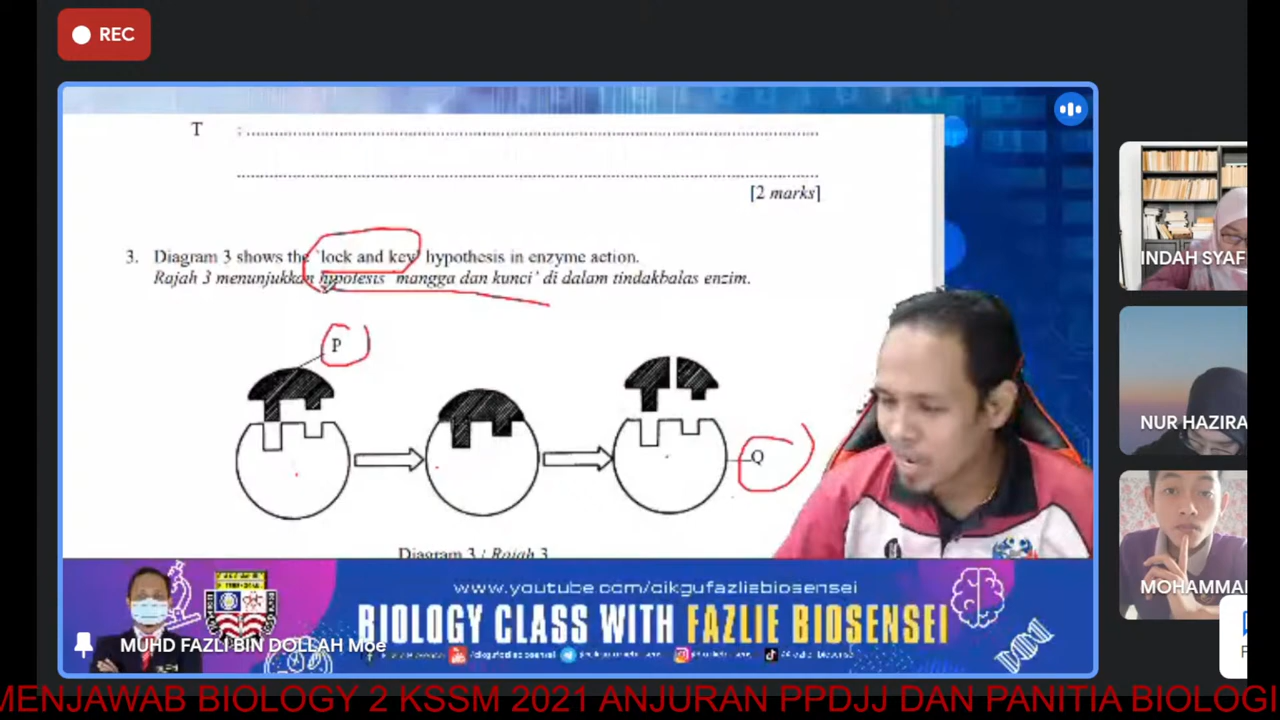 REC
T : ........................................................................
........................................................................
[2 marks]
3. Diagram 3 shows the 'lock and key' hypothesis in enzyme action.
Rajah 3 menunjukkan hipotesis 'mangga dan kunci' di dalam tindakbalas enzim.
P
Q
Diagram 3 / Rajah 3
INDAH SYAF
NUR HAZIRA
MOHAMMA
www.youtube.com/cikgufazliebiosensei
BIOLOGY CLASS WITH FAZLIE BIOSENSEI
MUHD FAZLI BIN DOLLAH Moe
MENJAWAB BIOLOGY 2 KSSM 2021 ANJURAN PPDJJ DAN PANITIA BIOLOGI